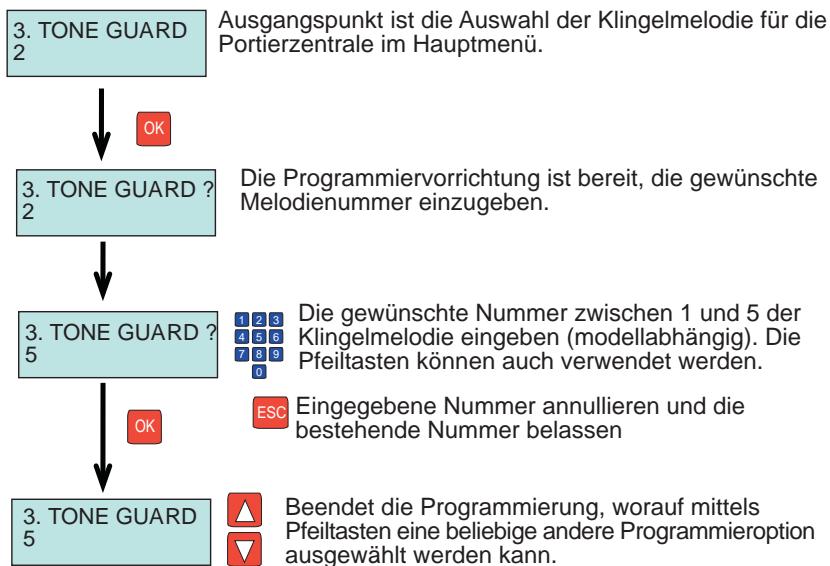 3. TONE GUARD
2
Ausgangspunkt ist die Auswahl der Klingelmelodie für die
Portierzentrale im Hauptmenü.
OK
3. TONE GUARD ?
2
Die Programmiervorrichtung ist bereit, die gewünschte
Melodienummer einzugeben.
3. TONE GUARD ?
5
1 2 3
4 5 6
7 8 9
0
Die gewünschte Nummer zwischen 1 und 5 der
Klingelmelodie eingeben (modellabhängig). Die
Pfeiltasten können auch verwendet werden.
OK
ESC
Eingegebene Nummer annullieren und die
bestehende Nummer belassen
3. TONE GUARD
5
Beendet die Programmierung, worauf mittels
Pfeiltasten eine beliebige andere Programmieroption
ausgewählt werden kann.